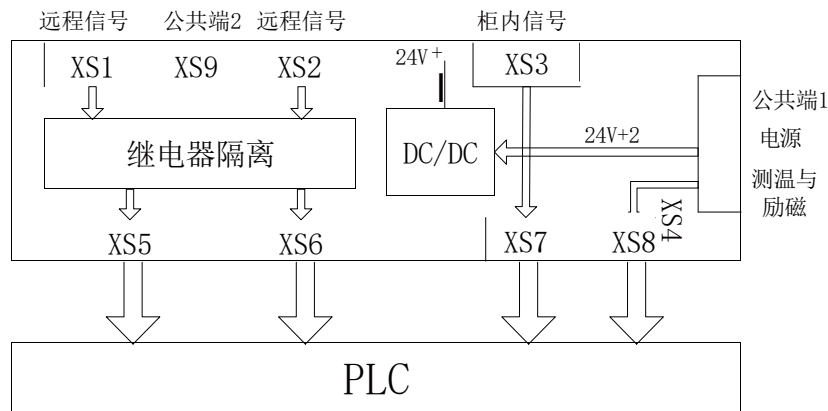 远程信号 公共端2 远程信号 柜内信号
XS1 XS9 XS2 24V+ XS3
公共端1
继电器隔离 DC/DC 24V+2 电源
测温与
励磁
XS4
XS5 XS6 XS7 XS8
PLC